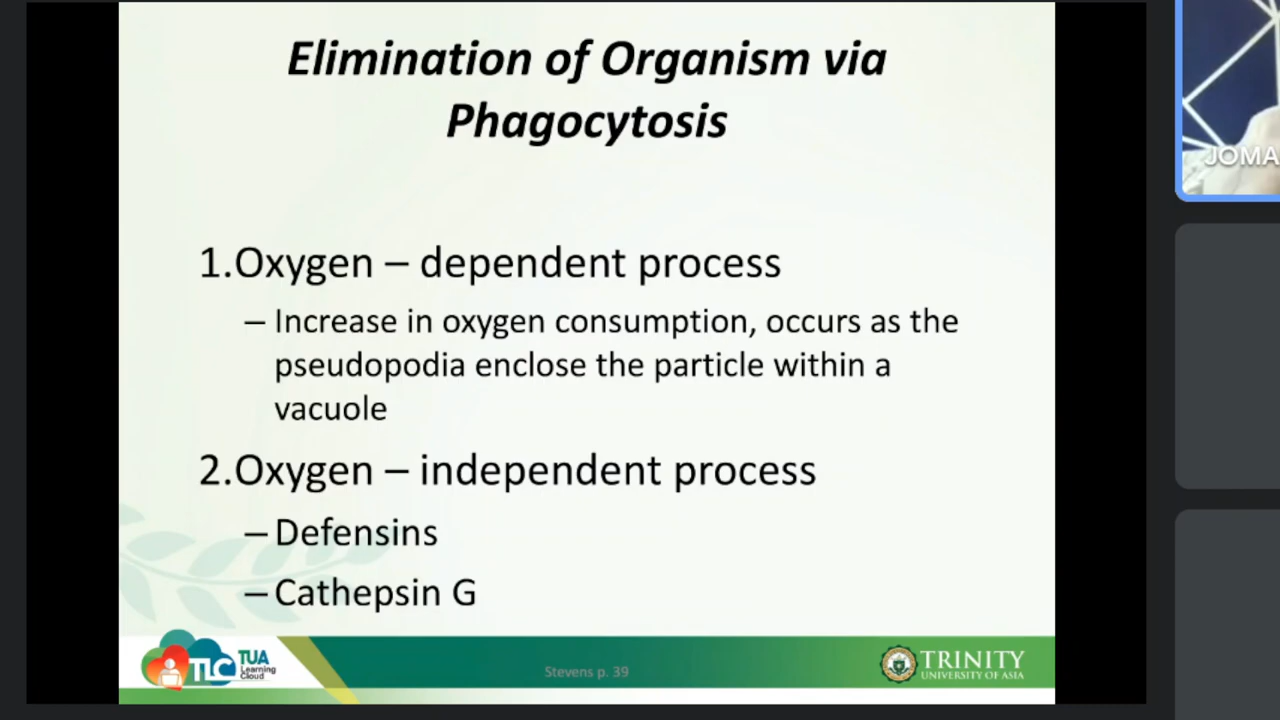 Elimination of Organism via
Phagocytosis
JOMA
1.Oxygen – dependent process
– Increase in oxygen consumption, occurs as the
pseudopodia enclose the particle within a
vacuole
2.Oxygen – independent process
– Defensins
– Cathepsin G
TLC TUA
Learning
Cloud
Stevens p. 39
TRINITY
UNIVERSITY OF ASIA